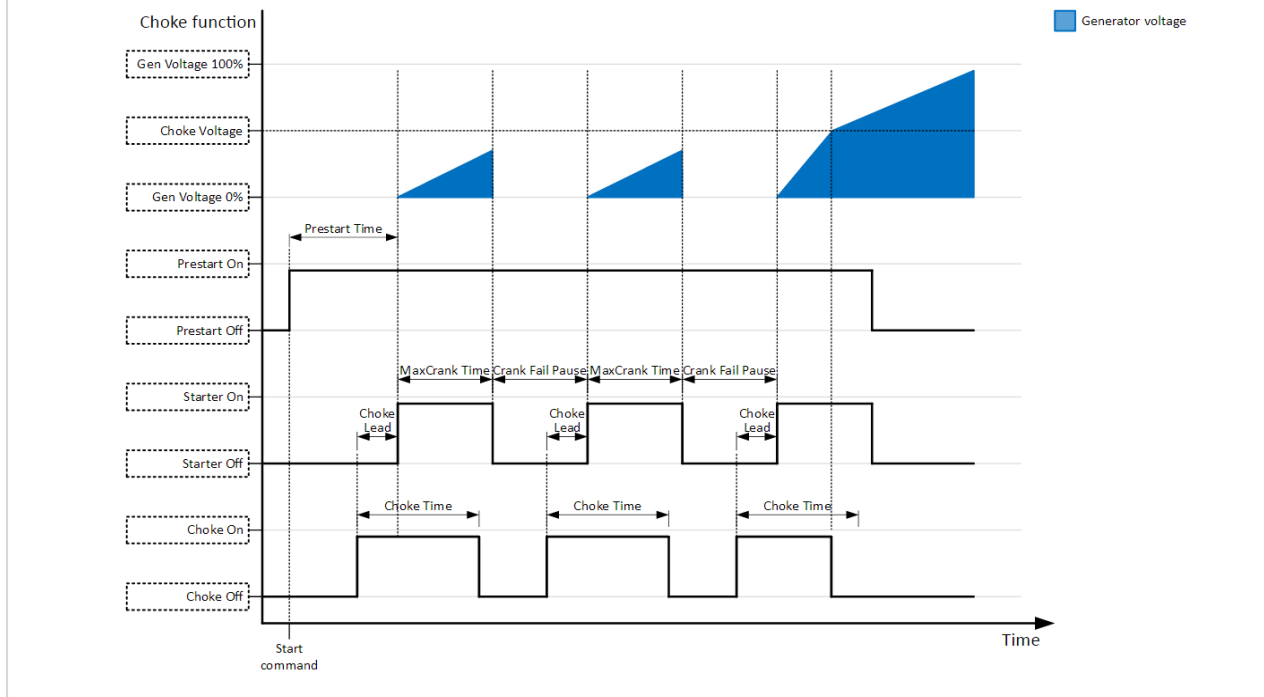 Choke function
Generator voltage
Gen Voltage 100%
Choke Voltage
Gen Voltage 0%
Prestart Time
Prestart On
Prestart Off
MaxCrank Time Crank Fail Pause MaxCrank Time Crank Fail Pause
Starter On
Choke
Lead
Choke
Lead
Choke
Lead
Starter Off
Choke Time
Choke Time
Choke Time
Choke On
Choke Off
Time
Start
command